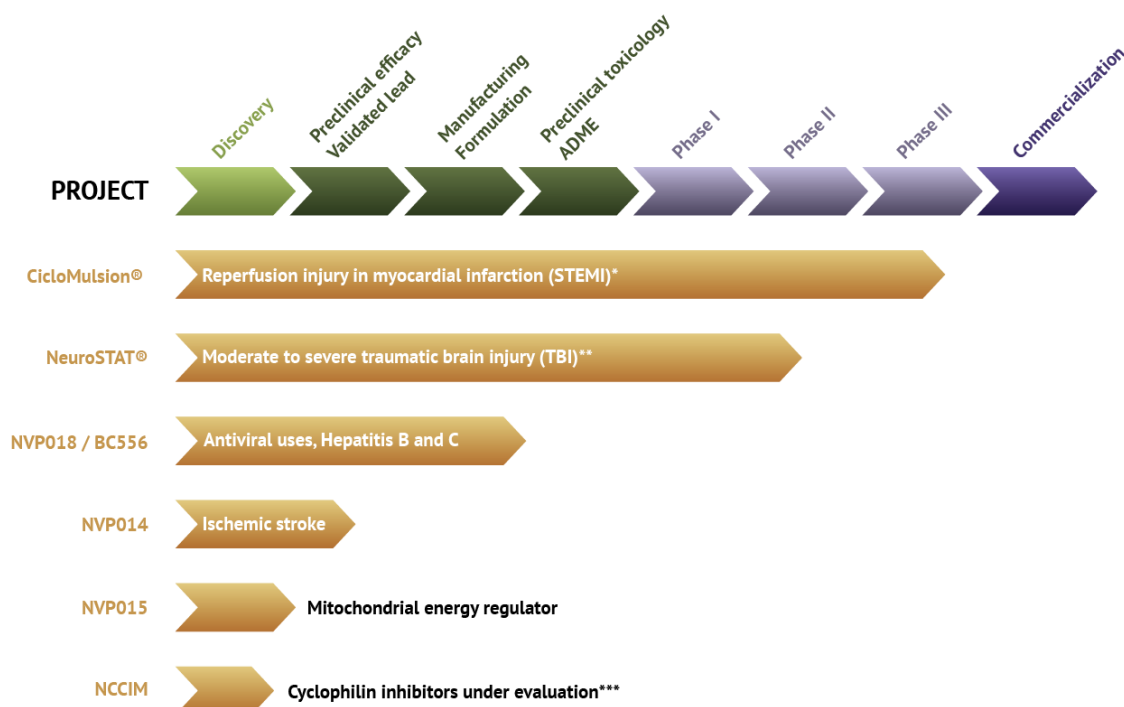 Discovery
Preclinical efficacy
Validated lead
Manufacturing
Formulation
Preclinical toxicology
ADME
Phase I
Phase II
Phase III
Commercialization
PROJECT
CicloMulsion®
Reperfusion injury in myocardial infarction (STEMI)*
NeuroSTAT®
Moderate to severe traumatic brain injury (TBI)**
NVP018 / BC556
Antiviral uses, Hepatitis B and C
NVP014
Ischemic stroke
NVP015
Mitochondrial energy regulator
NCCIM
Cyclophilin inhibitors under evaluation***